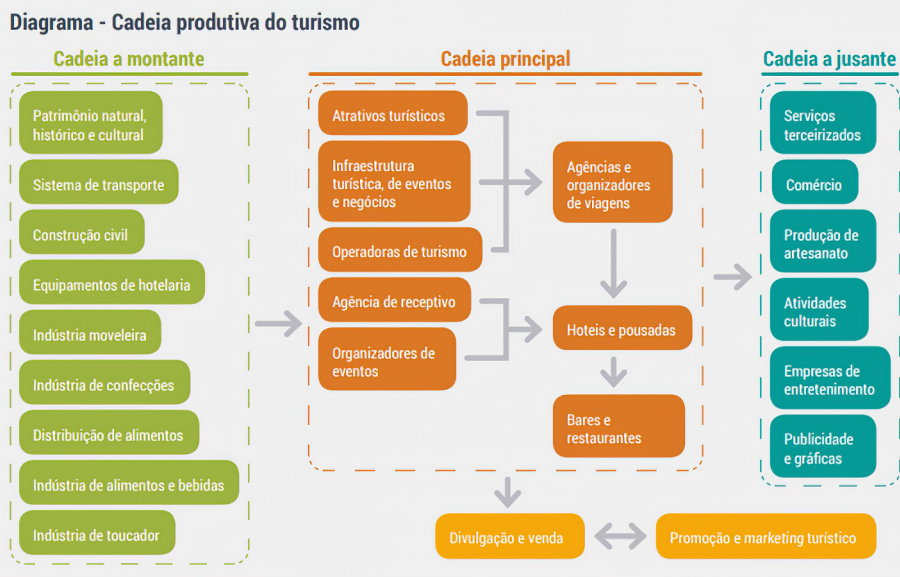 Diagrama - Cadeia produtiva do turismo
Cadeia a montante
Patrimônio natural,
histórico e cultural
Sistema de transporte
Construção civil
Equipamentos de hotelaria
Indústria moveleira
Indústria de confecções
Distribuição de alimentos
Indústria de alimentos e bebidas
Indústria de toucador
Cadeia principal
Atrativos turísticos
Infraestrutura
turística, de eventos
e negócios
Operadoras de turismo
Agência de receptivo
Organizadores de
eventos
Agências e
organizadores
de viagens
Hoteis e pousadas
Bares e
restaurantes
Cadeia a jusante
Serviços
terceirizados
Comércio
Produção de
artesanato
Atividades
culturais
Empresas de
entretenimento
Publicidade
e gráficas
Divulgação e venda
Promoção e marketing turístico